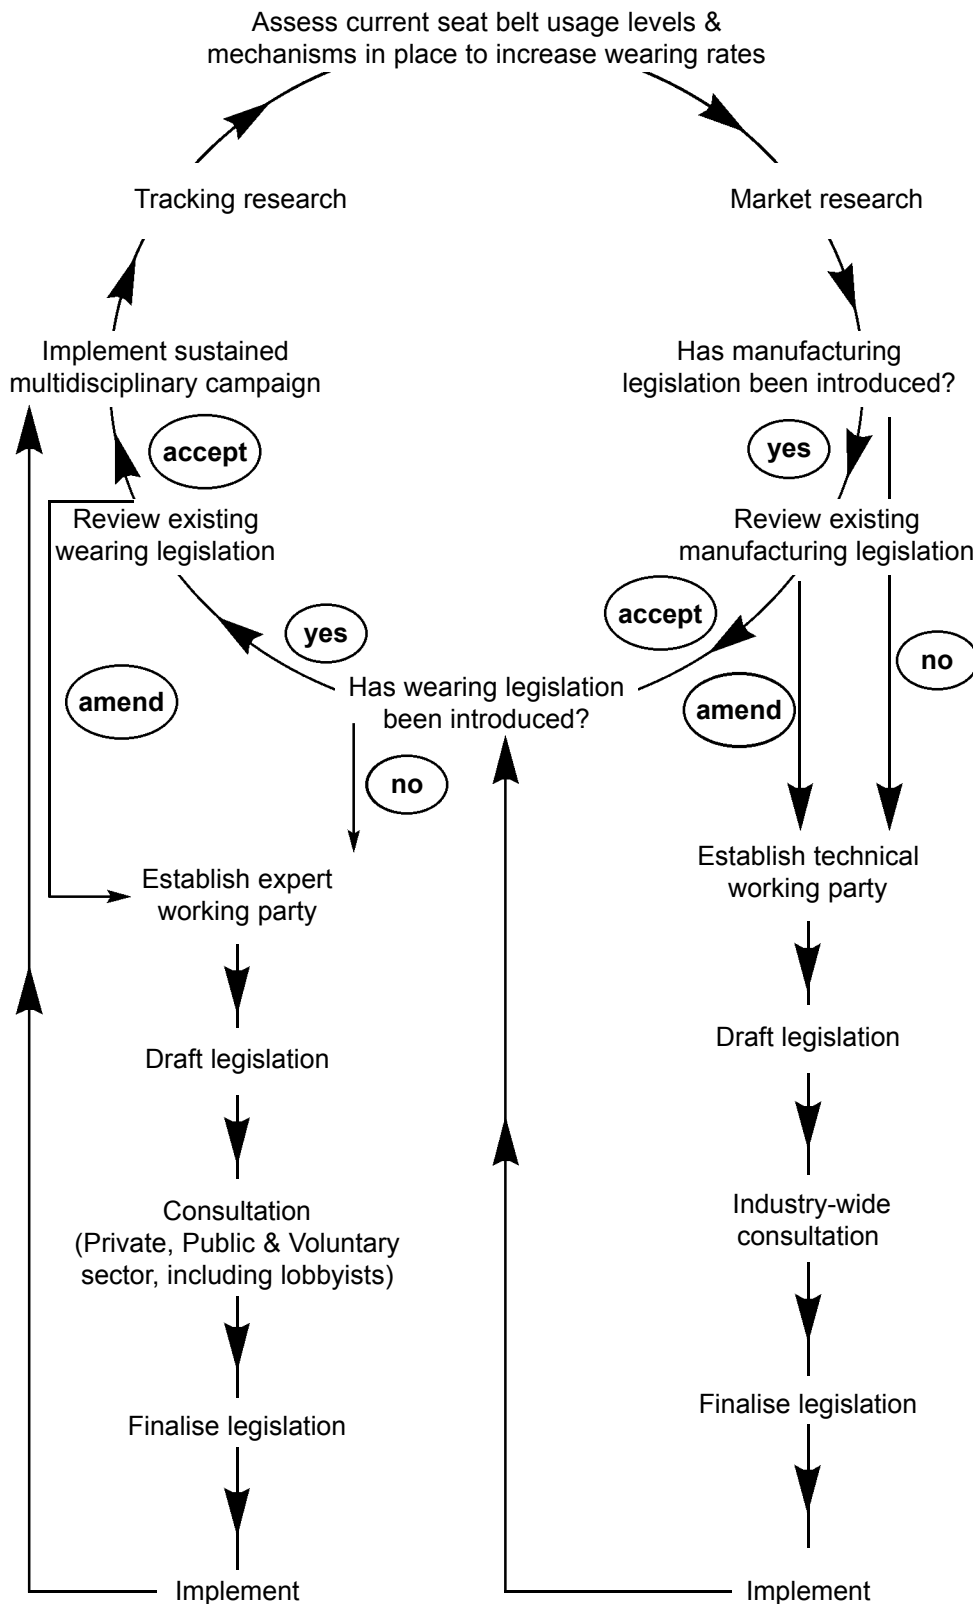 Assess current seat belt usage levels &
mechanisms in place to increase wearing rates
Tracking research
Market research
Implement sustained
multidisciplinary campaign
Has manufacturing
legislation been introduced?
accept
yes
Review existing
wearing legislation
Review existing
manufacturing legislation
accept
yes
no
Has wearing legislation
been introduced?
amend
amend
no
Establish expert
working party
Establish technical
working party
Draft legislation
Draft legislation
Consultation
(Private, Public & Voluntary
sector, including lobbyists)
Industry-wide
consultation
Finalise legislation
Finalise legislation
Implement
Implement